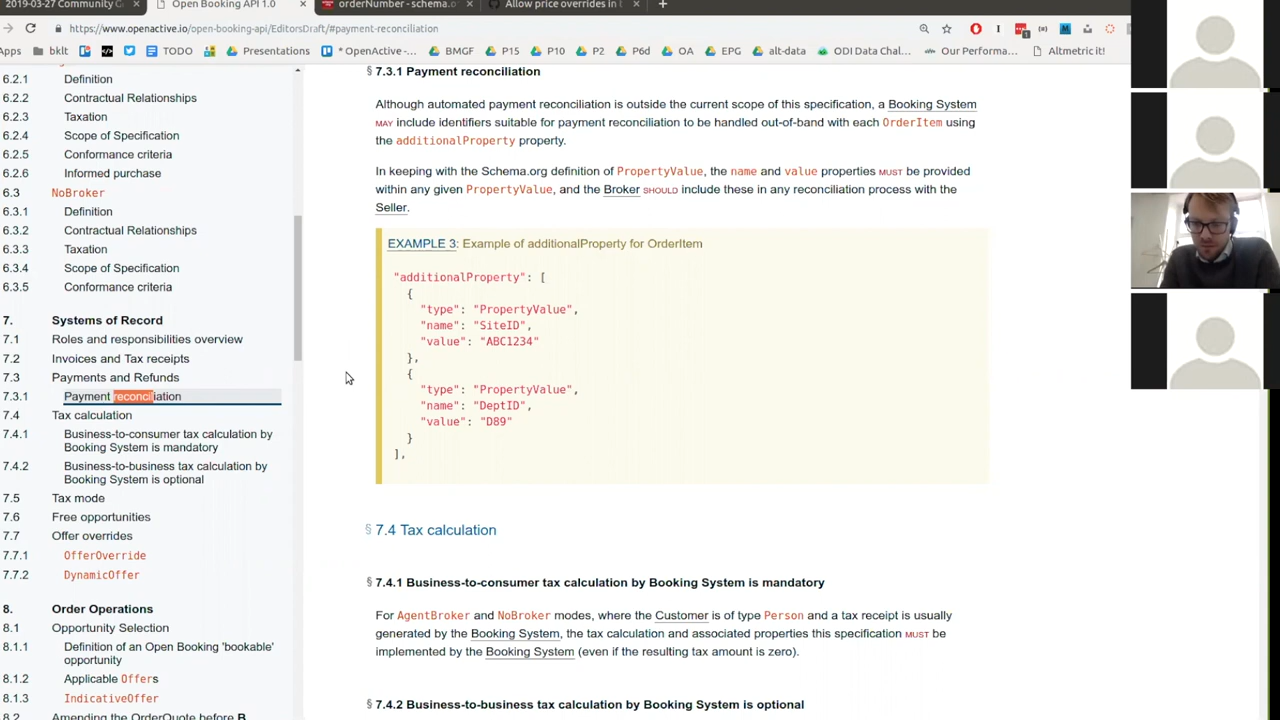 2019-03-27 Community G
Open Booking API 1.0
orderNumber - schema.o
Allow price overrides in t
https://www.openactive.io/open-booking-api/EditorsDraft/#payment-reconciliation
Apps bklt TODO Presentations * OpenActive -… BMGF P15 P10 P2 P6d OA EPG alt-data ODI Data Chal… Our Performa… Altmetric it!
6.2.1 Definition
6.2.2 Contractual Relationships
6.2.3 Taxation
6.2.4 Scope of Specification
6.2.5 Conformance criteria
6.2.6 Informed purchase
6.3 NoBroker
6.3.1 Definition
6.3.2 Contractual Relationships
6.3.3 Taxation
6.3.4 Scope of Specification
6.3.5 Conformance criteria
7. Systems of Record
7.1 Roles and responsibilities overview
7.2 Invoices and Tax receipts
7.3 Payments and Refunds
7.3.1 Payment reconciliation
7.4 Tax calculation
7.4.1 Business-to-consumer tax calculation by
Booking System is mandatory
7.4.2 Business-to-business tax calculation by
Booking System is optional
7.5 Tax mode
7.6 Free opportunities
7.7 Offer overrides
7.7.1 OfferOverride
7.7.2 DynamicOffer
8. Order Operations
8.1 Opportunity Selection
8.1.1 Definition of an Open Booking 'bookable'
opportunity
8.1.2 Applicable Offers
8.1.3 IndicativeOffer
8.2 Amending the OrderQuote before B
§ 7.3.1 Payment reconciliation
Although automated payment reconciliation is outside the current scope of this specification, a Booking System
MAY include identifiers suitable for payment reconciliation to be handled out-of-band with each OrderItem using
the additionalProperty property.
In keeping with the Schema.org definition of PropertyValue, the name and value properties MUST be provided
within any given PropertyValue, and the Broker SHOULD include these in any reconciliation process with the
Seller.
EXAMPLE 3: Example of additionalProperty for OrderItem
"additionalProperty": [
{
"type": "PropertyValue",
"name": "SiteID",
"value": "ABC1234"
},
{
"type": "PropertyValue",
"name": "DeptID",
"value": "D89"
}
],
§ 7.4 Tax calculation
§ 7.4.1 Business-to-consumer tax calculation by Booking System is mandatory
For AgentBroker and NoBroker modes, where the Customer is of type Person and a tax receipt is usually
generated by the Booking System, the tax calculation and associated properties this specification MUST be
implemented by the Booking System (even if the resulting tax amount is zero).
§ 7.4.2 Business-to-business tax calculation by Booking System is optional